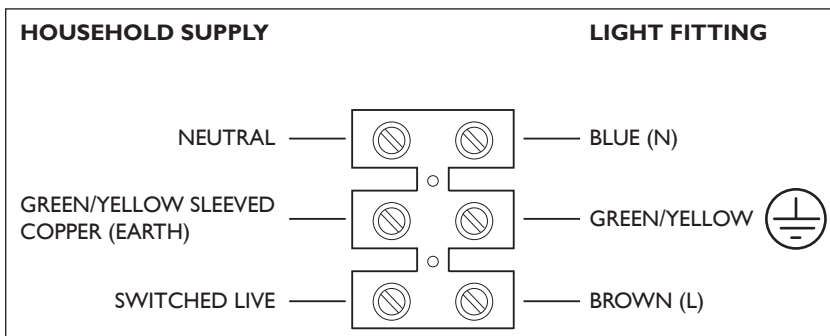 HOUSEHOLD SUPPLY
LIGHT FITTING
NEUTRAL
BLUE (N)
GREEN/YELLOW SLEEVED
COPPER (EARTH)
GREEN/YELLOW
SWITCHED LIVE
BROWN (L)